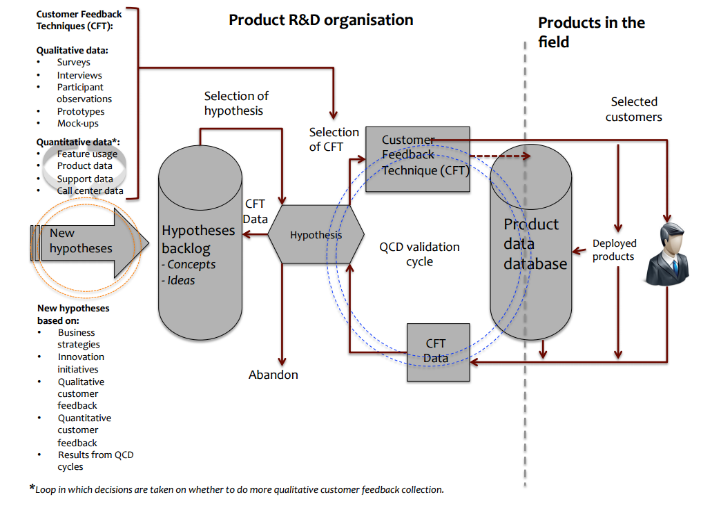 Customer Feedback
Techniques (CFT):
Qualitative data:
• Surveys
• Interviews
• Participant
observations
• Prototypes
• Mock-ups
Quantitative data*:
• Feature usage
• Product data
• Support data
• Call center data
New
hypotheses
New hypotheses
based on:
• Business
strategies
• Innovation
initiatives
• Qualitative
customer
feedback
• Quantitative
customer
feedback
• Results from QCD
cycles
Product R&D organisation
Selection of
hypothesis
Hypotheses
backlog
- Concepts
- Ideas
CFT
Data
Hypothesis
Abandon
Selection
of CFT
Customer
Feedback
Technique (CFT)
QCD validation
cycle
CFT
Data
Products in the
field
Product
data
database
Selected
customers
Deployed
products
*Loop in which decisions are taken on whether to do more qualitative customer feedback collection.